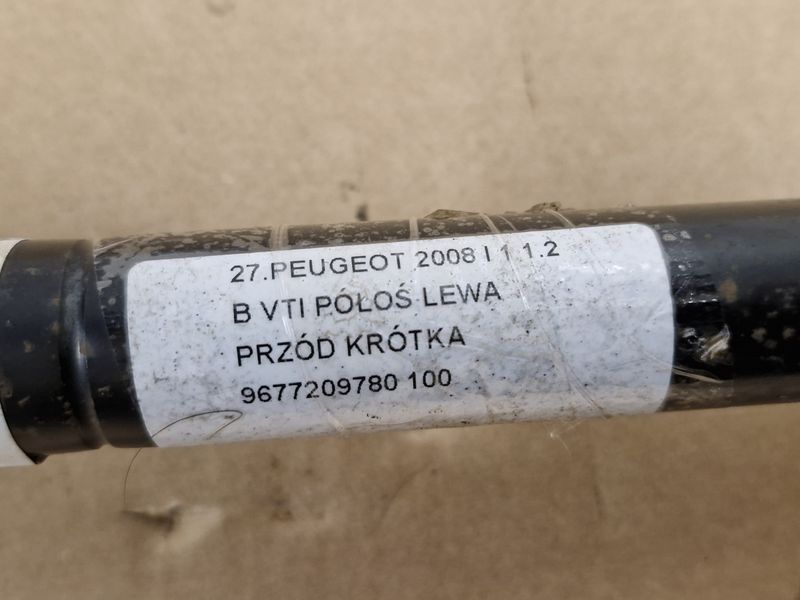 27.PEUGEOT 2008 I 1 1.2
B VTI PÓŁOŚ LEWA
PRZÓD KRÓTKA
9677209780 100